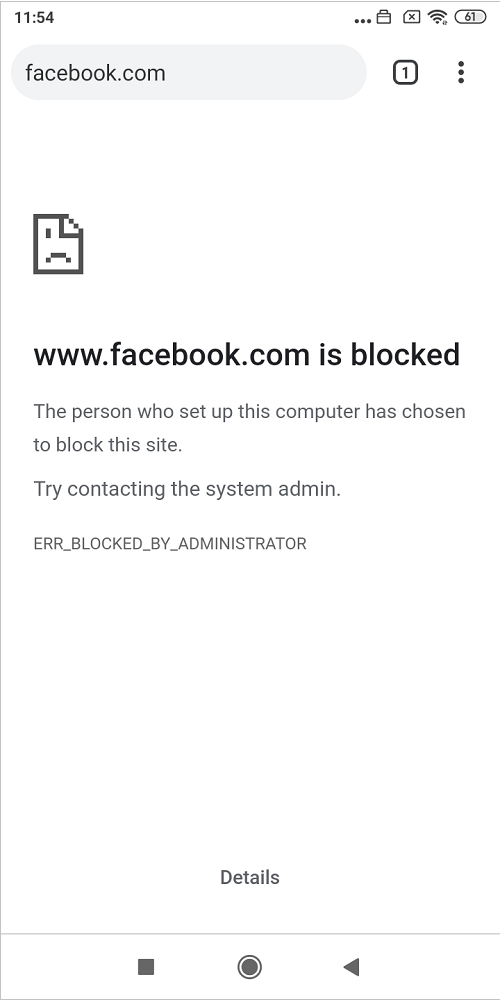 11:54
61
facebook.com
1
www.facebook.com is blocked
The person who set up this computer has chosen
to block this site.
Try contacting the system admin.
ERR_BLOCKED_BY_ADMINISTRATOR
Details